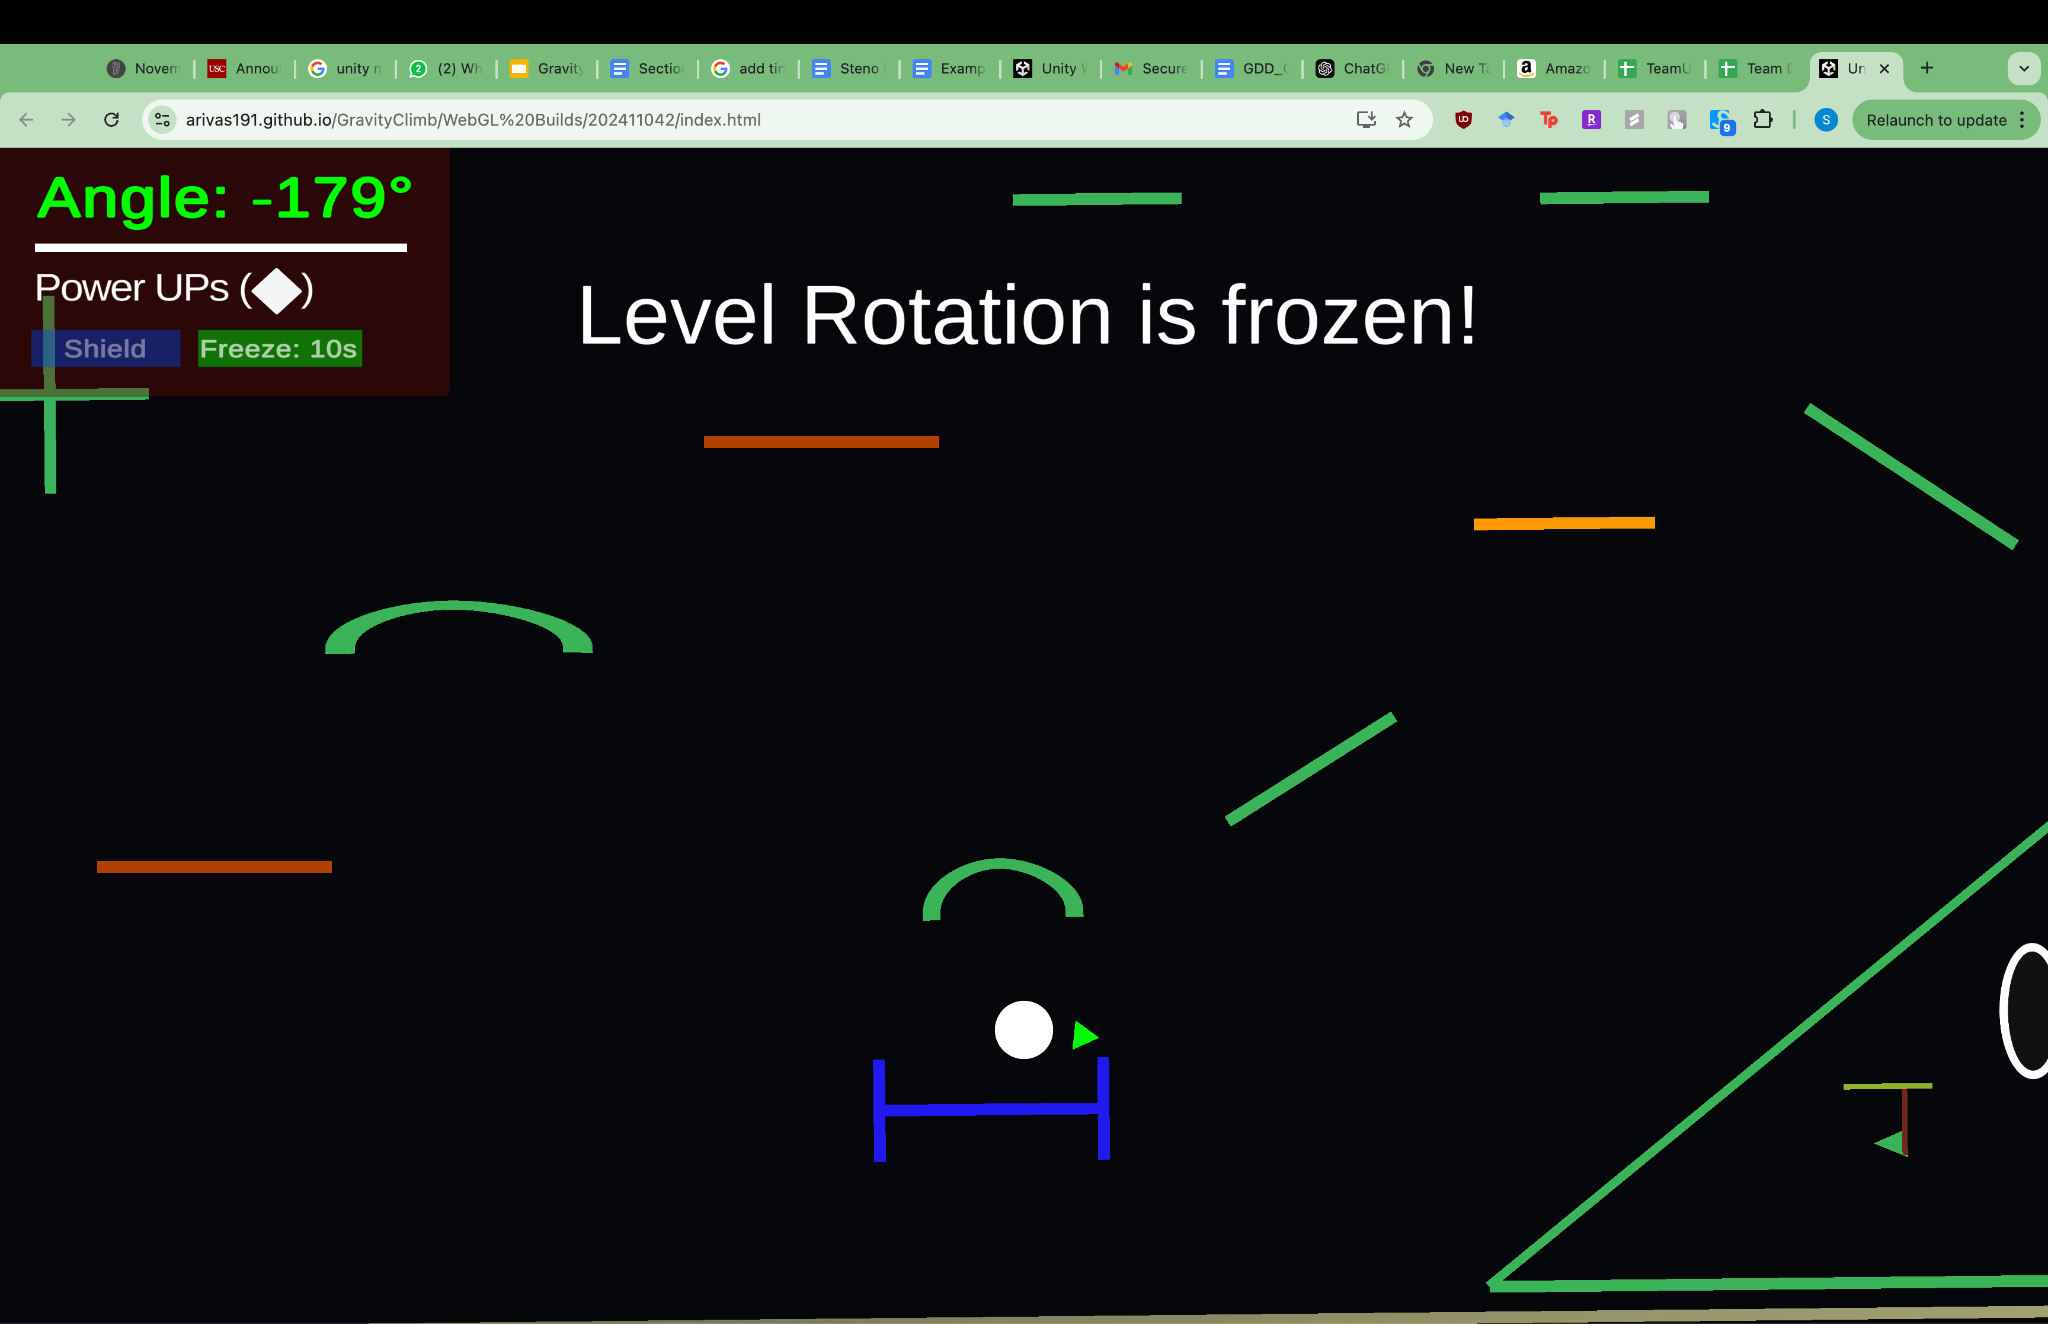 Novem
Annou
unity n
(2) Wh
Gravity
Sectio
add tin
Steno
Examp
Unity
Secure
GDD_
ChatG
New Ta
Amazo
TeamU
Team
Un
arivas191.github.io/GravityClimb/WebGL%20Builds/202411042/index.html
Relaunch to update
Angle: -179°
Power UPs (◆)
Shield
Freeze: 10s
Level Rotation is frozen!